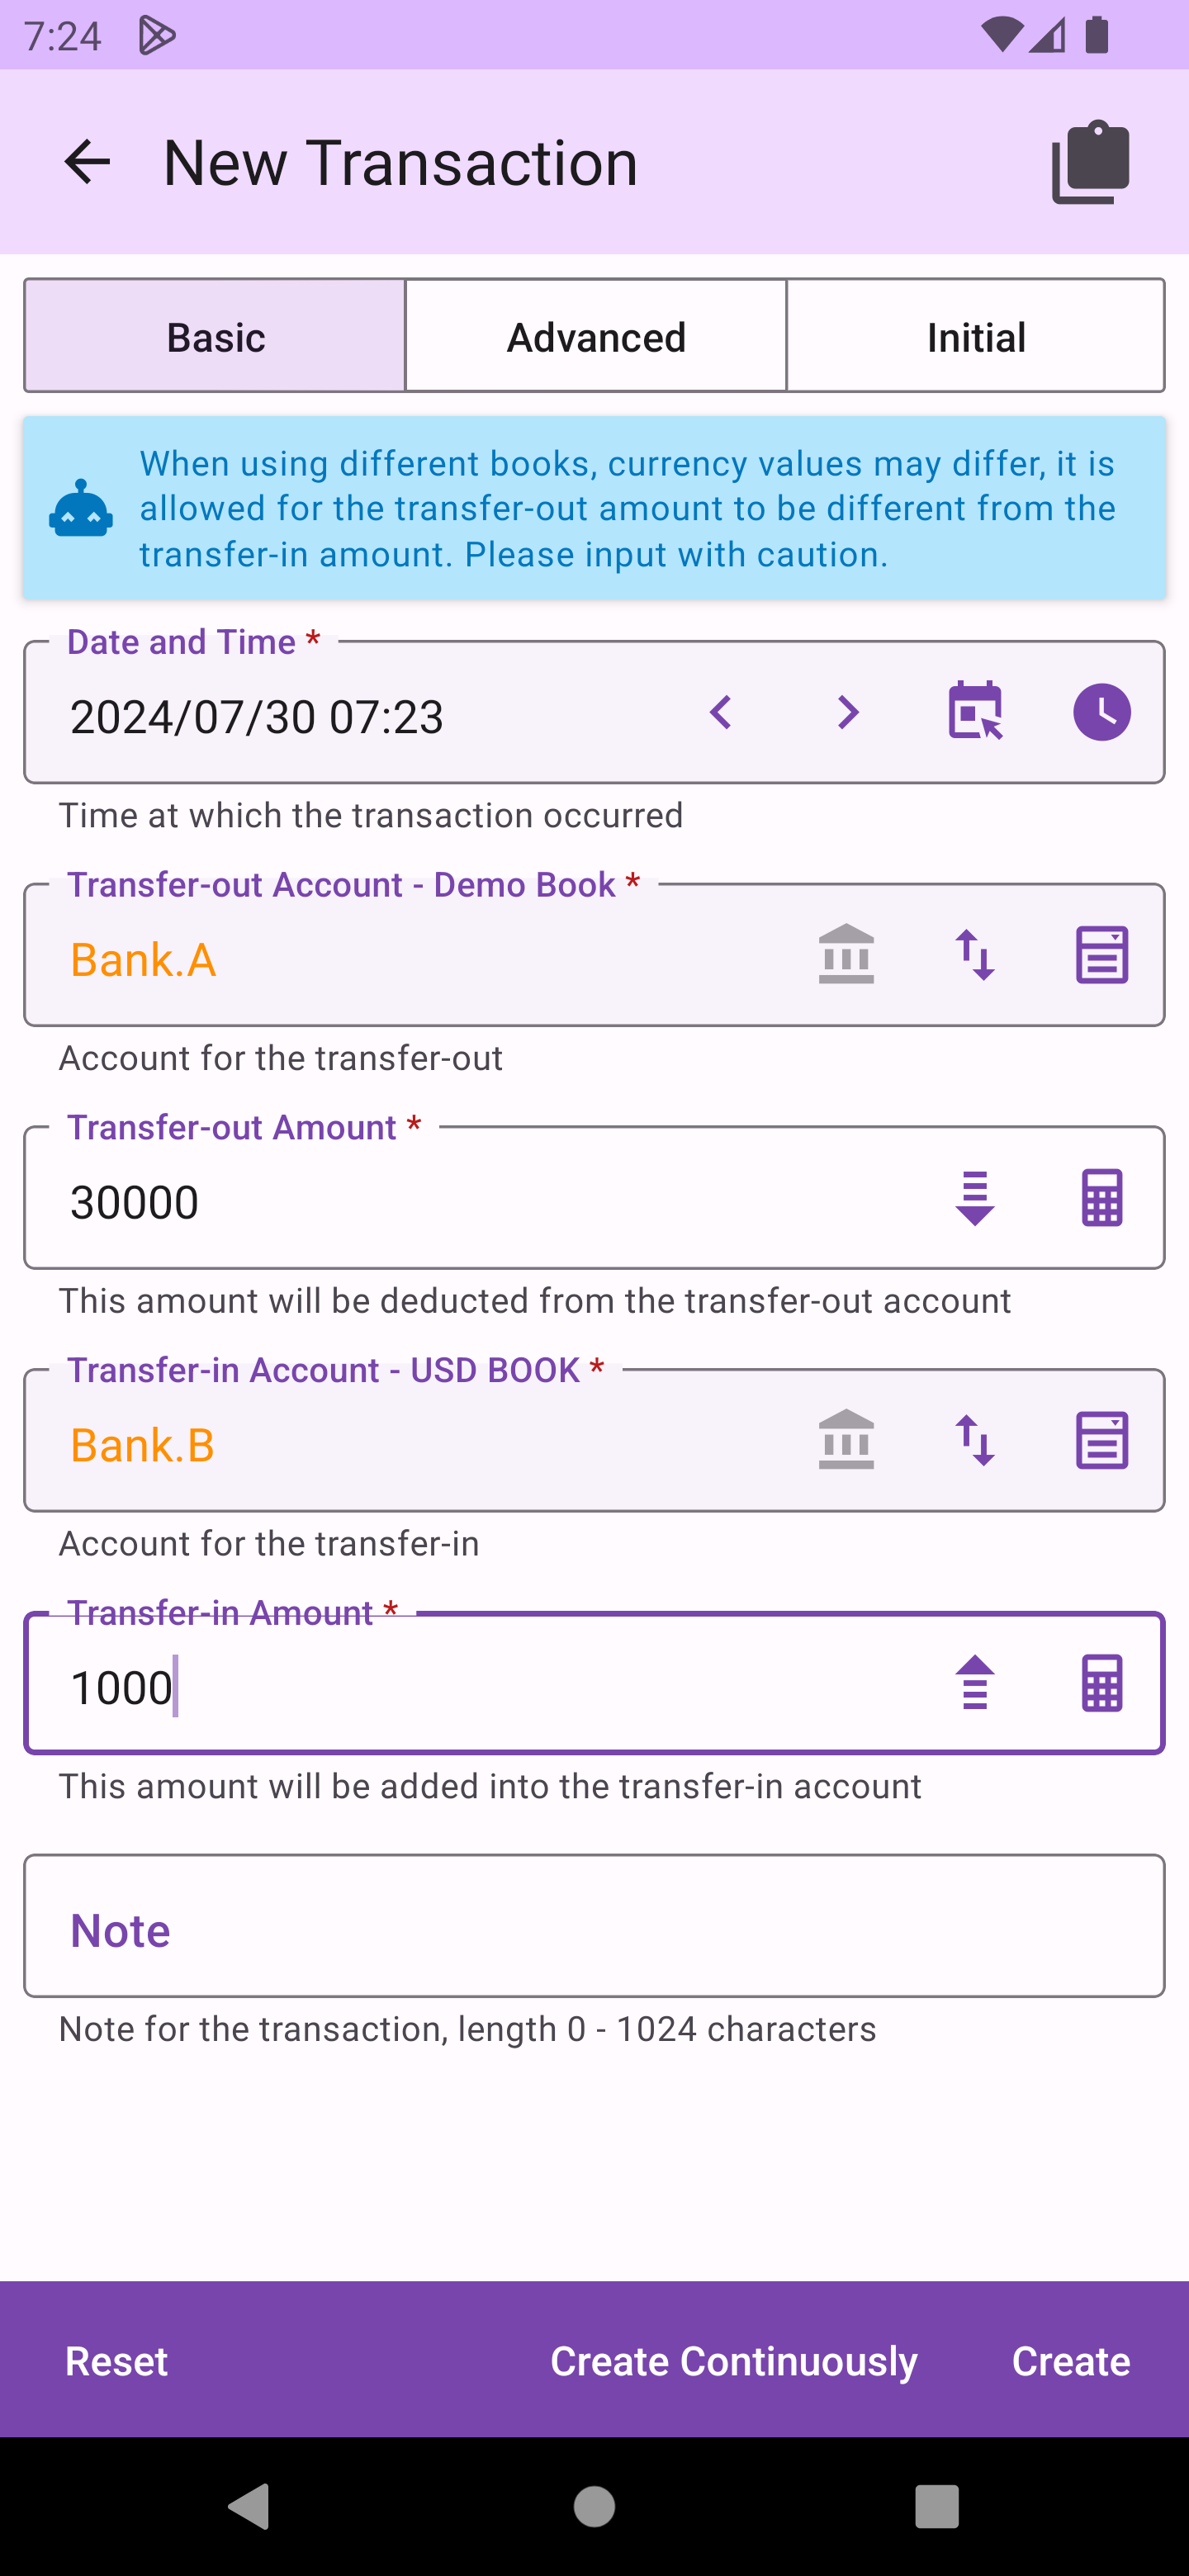 7:24
New Transaction
Basic
Advanced
Initial
When using different books, currency values may differ, it is
allowed for the transfer-out amount to be different from the
transfer-in amount. Please input with caution.
Date and Time *
2024/07/30 07:23
Time at which the transaction occurred
Transfer-out Account - Demo Book *
Bank.A
Account for the transfer-out
Transfer-out Amount *
30000
This amount will be deducted from the transfer-out account
Transfer-in Account - USD BOOK *
Bank.B
Account for the transfer-in
Transfer-in Amount *
1000
This amount will be added into the transfer-in account
Note
Note for the transaction, length 0 - 1024 characters
Reset
Create Continuously
Create